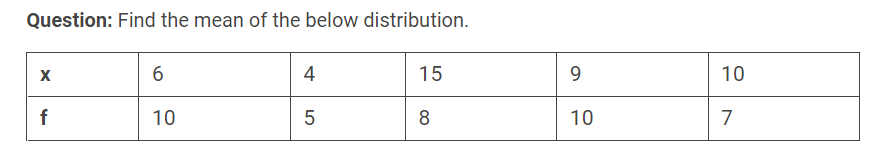 Question: Find the mean of the below distribution.
x 6 4 15 9 10
f 10 5 8 10 7